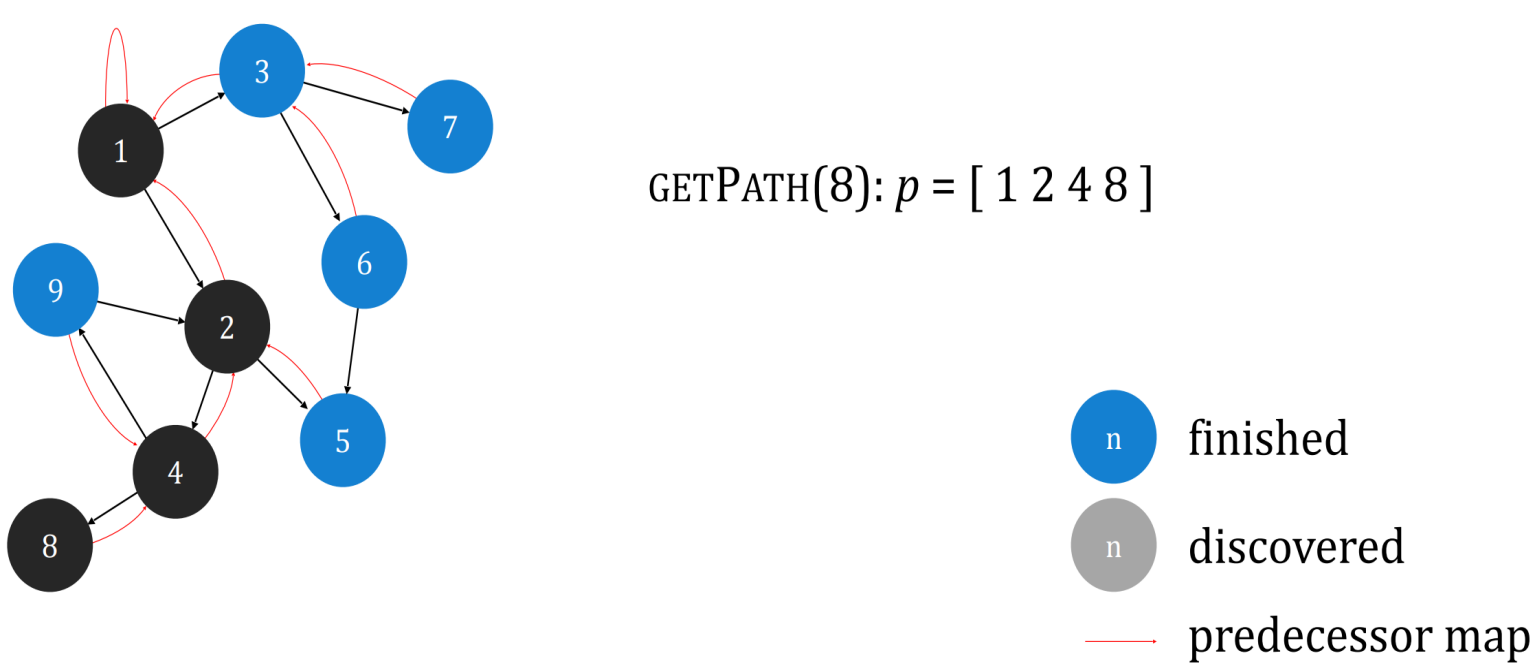 3
7
1
GETPATH(8): p = [ 1 2 4 8 ]
6
9
2
5
n finished
4
8
n discovered
predecessor map